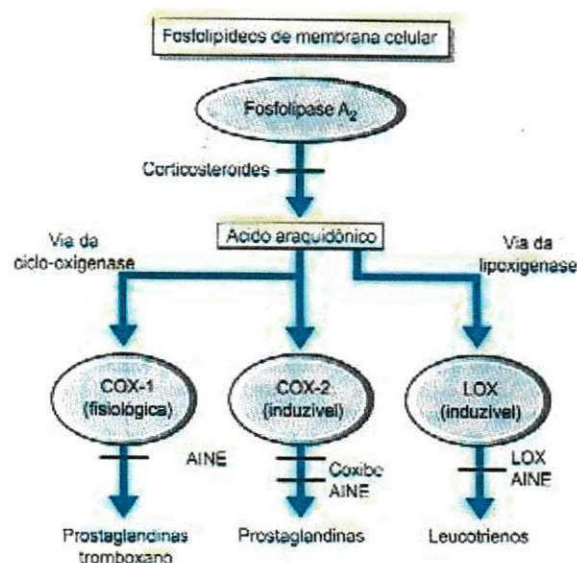 Fosfolipídeos de membrana celular
Fosfolipase A₂
Corticosteroides
Ácido araquidônico
Via da
ciclo-oxigenase
Via da
lipoxigenase
COX-1
(fisiológica)
COX-2
(induzível)
LOX
(induzível)
AINE
Coxibe
AINE
LOX
AINE
Prostaglandinas
tromboxano
Prostaglandinas
Leucotrienos